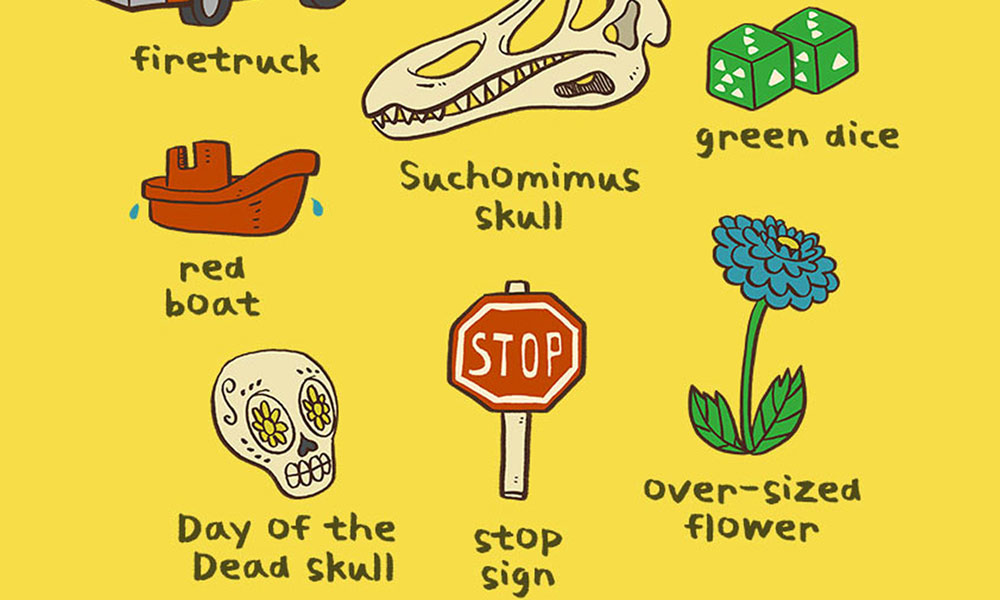 firetruck
green dice
Suchomimus
skull
red
boat
STOP
Day of the
Dead skull
stop
sign
over-sized
flower